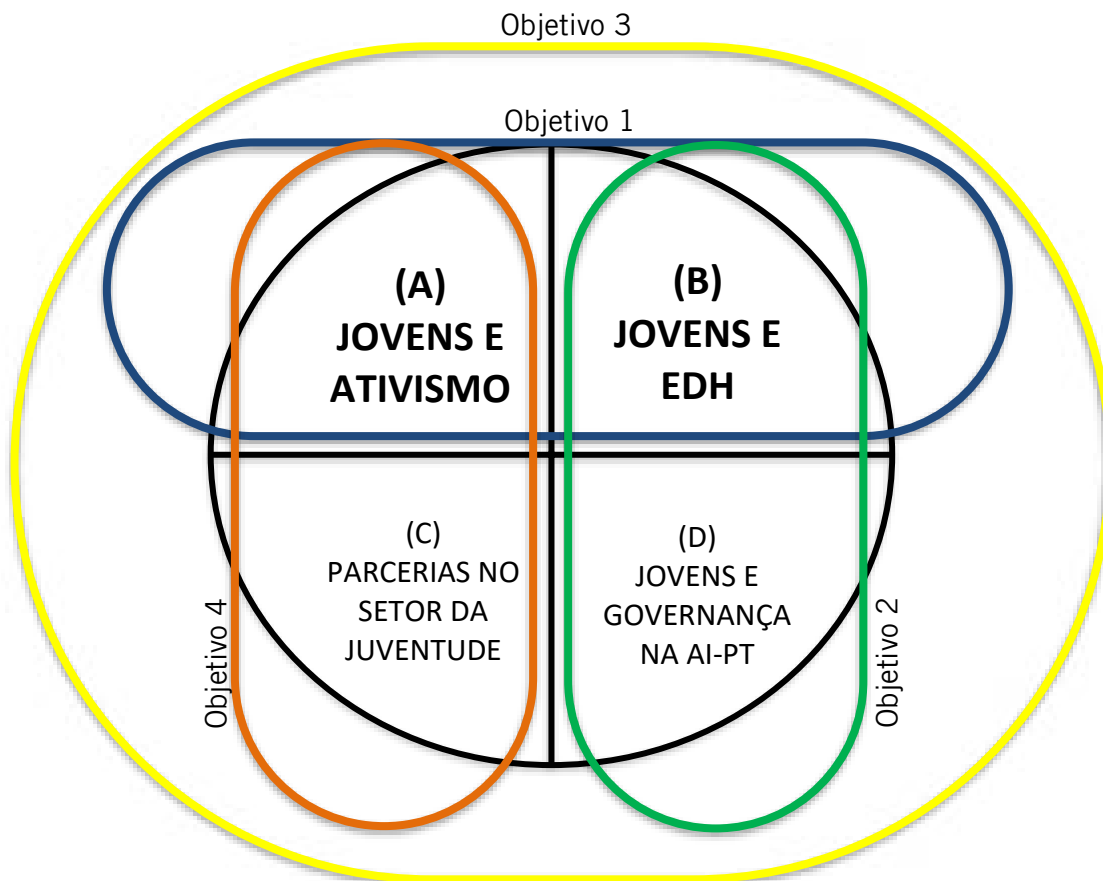 Objetivo 3
Objetivo 1
(A)
JOVENS E
ATIVISMO
(B)
JOVENS E
EDH
(C)
PARCERIAS NO
SETOR DA
JUVENTUDE
(D)
JOVENS E
GOVERNANÇA
NA AI-PT
Objetivo 4
Objetivo 2